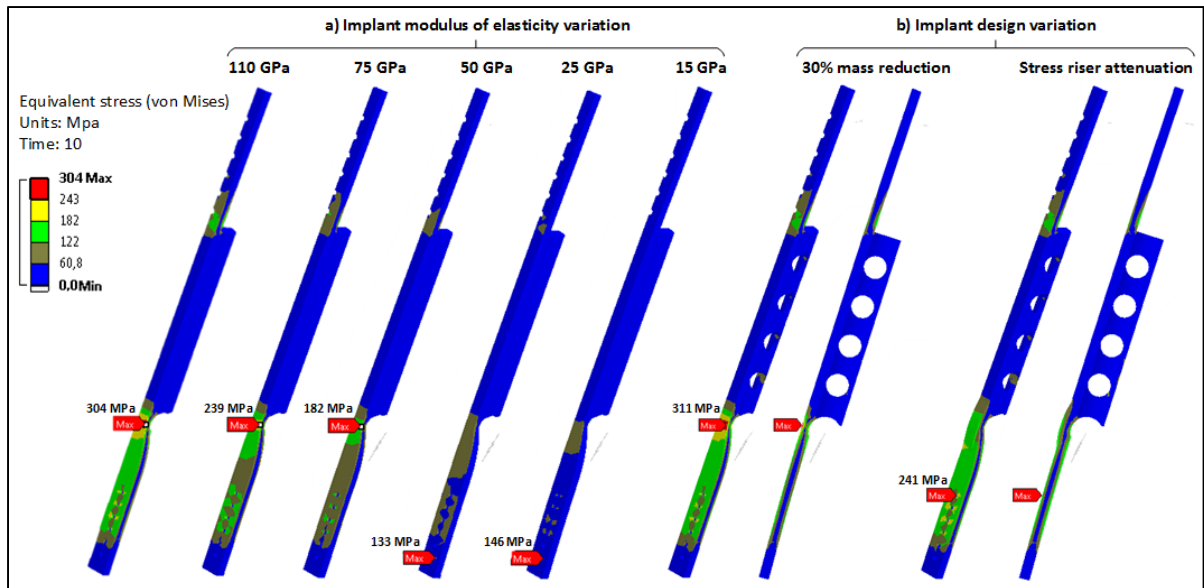 a) Implant modulus of elasticity variation
b) Implant design variation
110 GPa
75 GPa
50 GPa
25 GPa
15 GPa
30% mass reduction
Stress riser attenuation
Equivalent stress (von Mises)
Units: Mpa
Time: 10
304 Max
243
182
122
60,8
0,0Min
304 MPa
Max
239 MPa
Max
182 MPa
Max
133 MPa
Max
146 MPa
Max
311 MPa
Max
Max
241 MPa
Max
Max